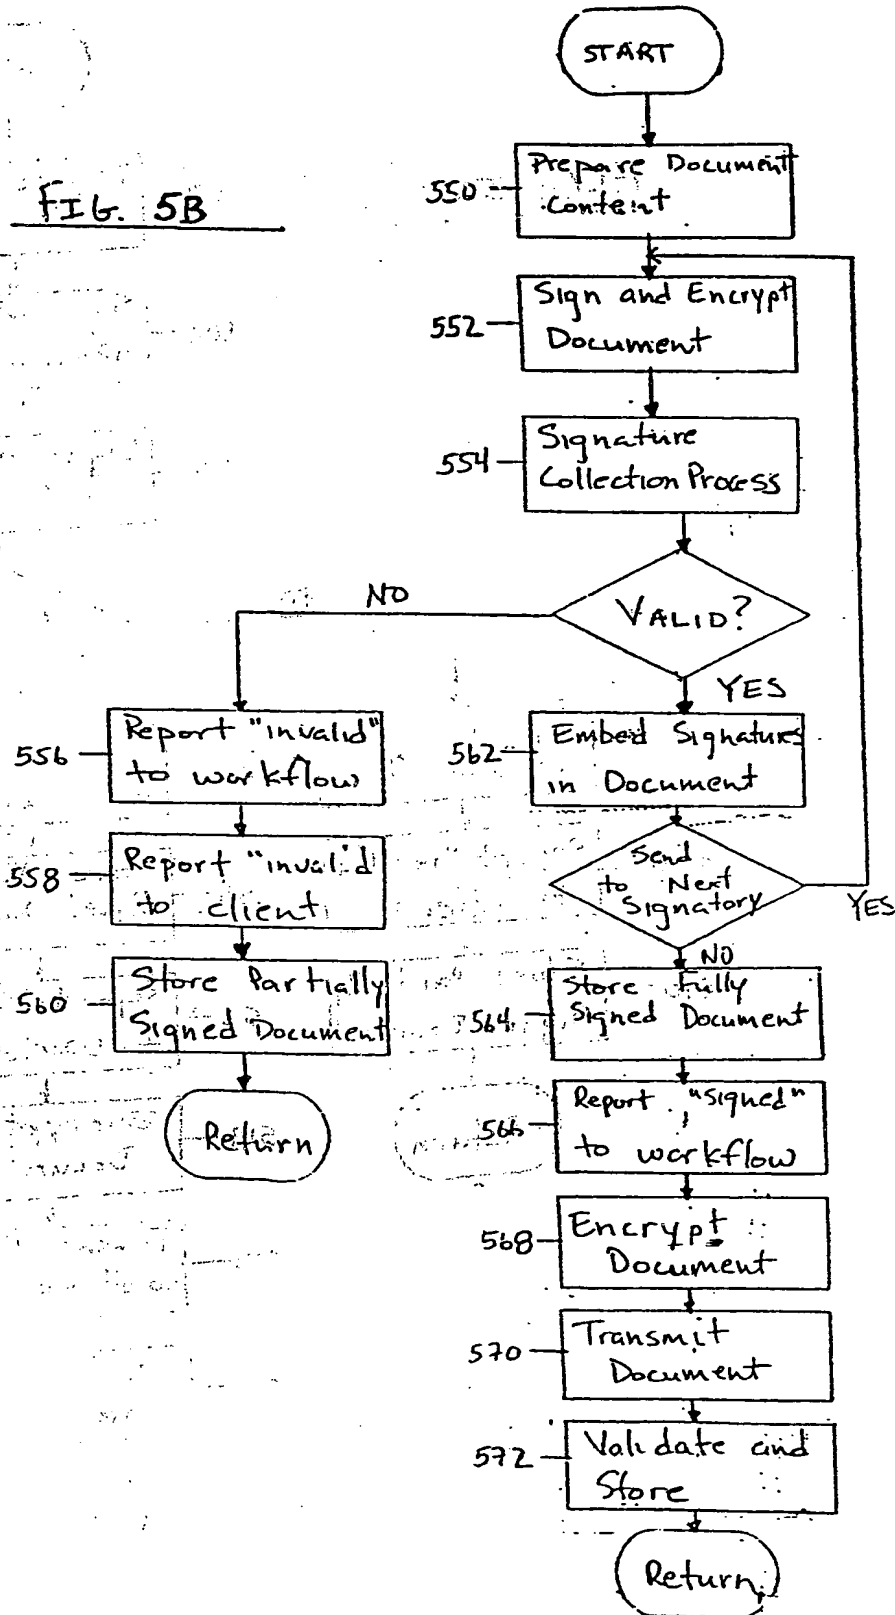 START
FIG. 5B
550
Prepare Document
Content
552
Sign and Encrypt
Document
554
Signature
Collection Process
VALID?
NO
YES
556
Report "invalid"
to workflow
558
Report "invalid
to client
560
Store Partially
Signed Document
Return
562
Embed Signatures
in Document
Send
to Next
Signatory
YES
NO
564
Store Fully
Signed Document
566
Report "signed"
to workflow
568
Encrypt
Document
570
Transmit
Document
572
Validate and
Store
Return